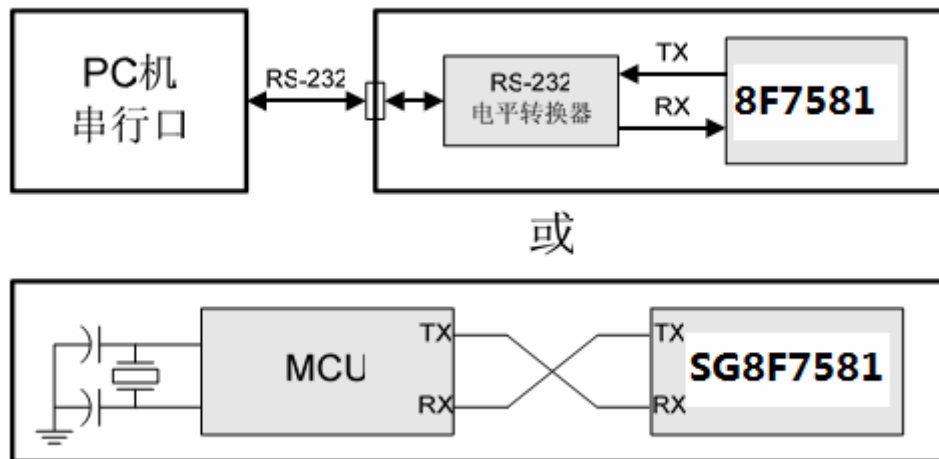 PC机
串行口
RS-232
RS-232
电平转换器
TX
RX
8F7581
或
MCU
TX
RX
TX
RX
SG8F7581